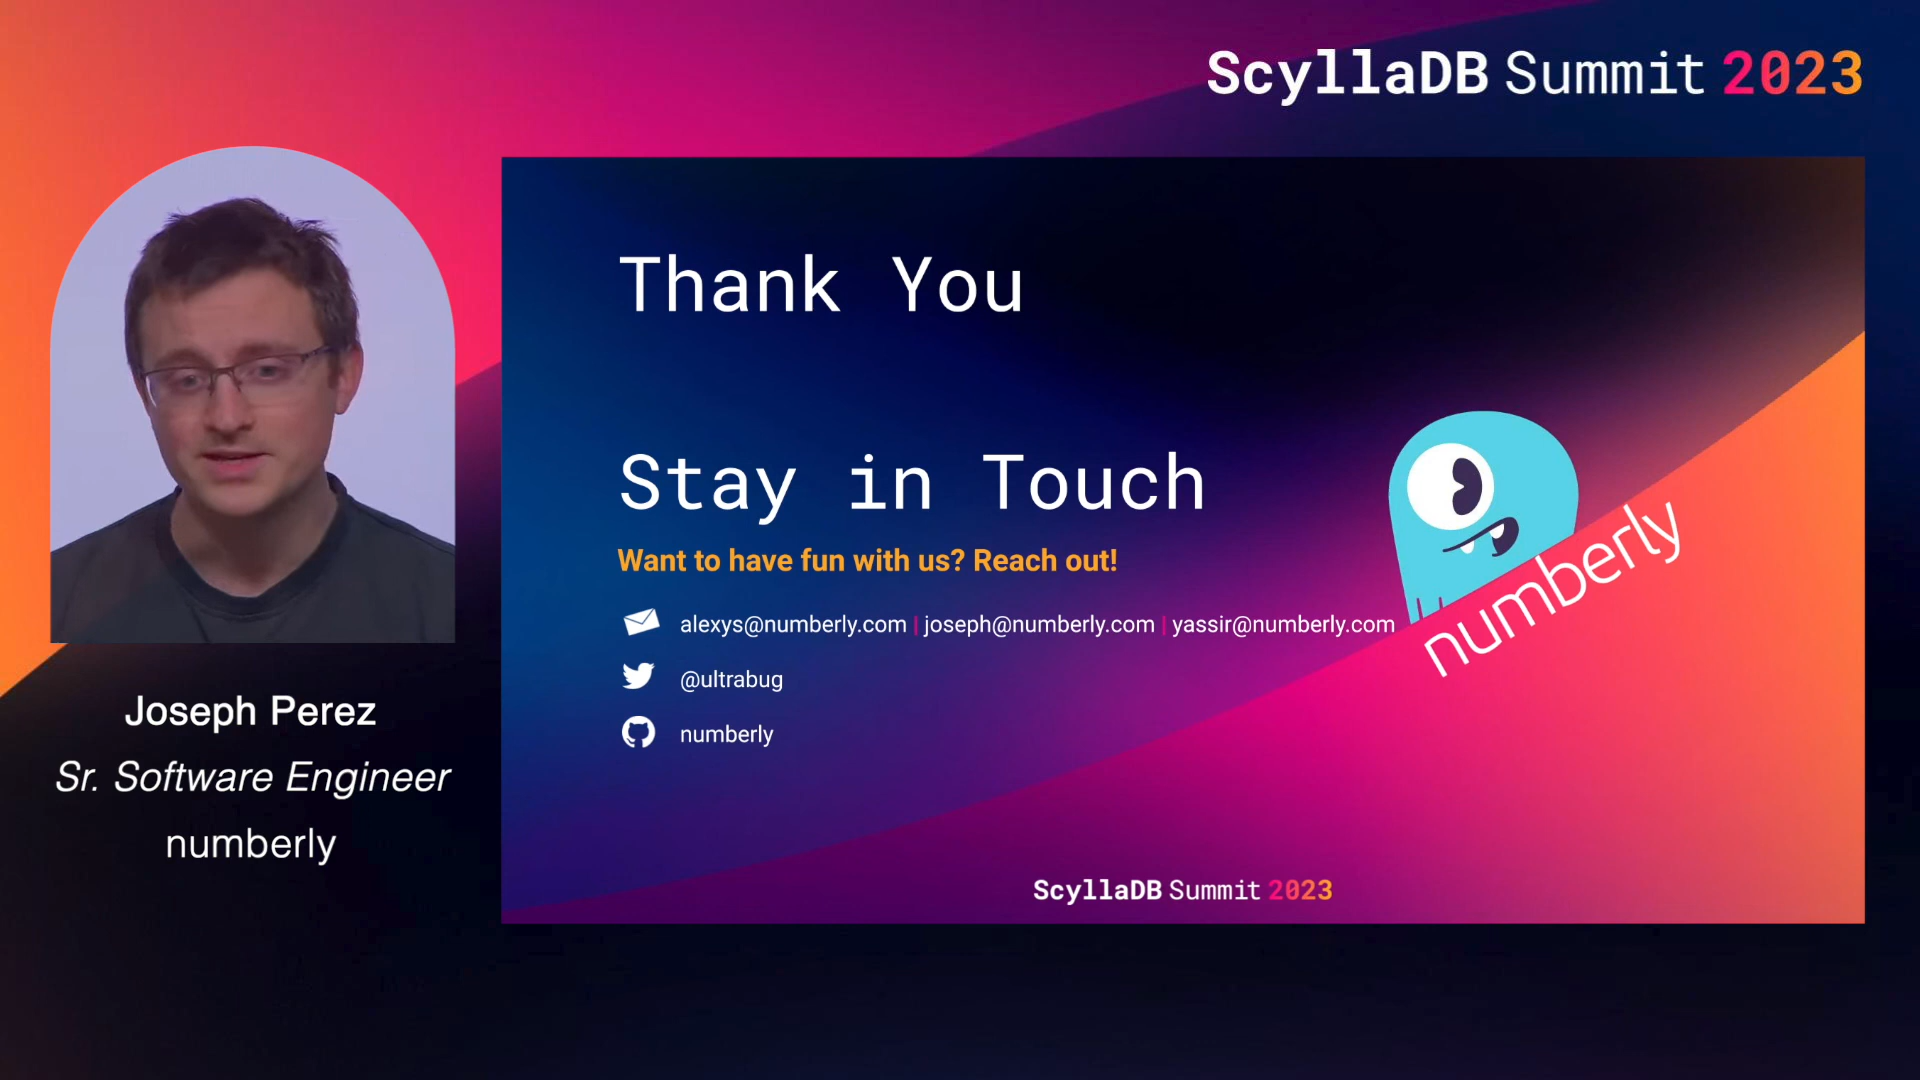 ScyllaDB Summit 2023
Thank You
Stay in Touch
Want to have fun with us? Reach out!
alexys@numberly.com | joseph@numberly.com | yassir@numberly.com
@ultrabug
numberly
numberly
ScyllaDB Summit 2023
Joseph Perez
Sr. Software Engineer
numberly